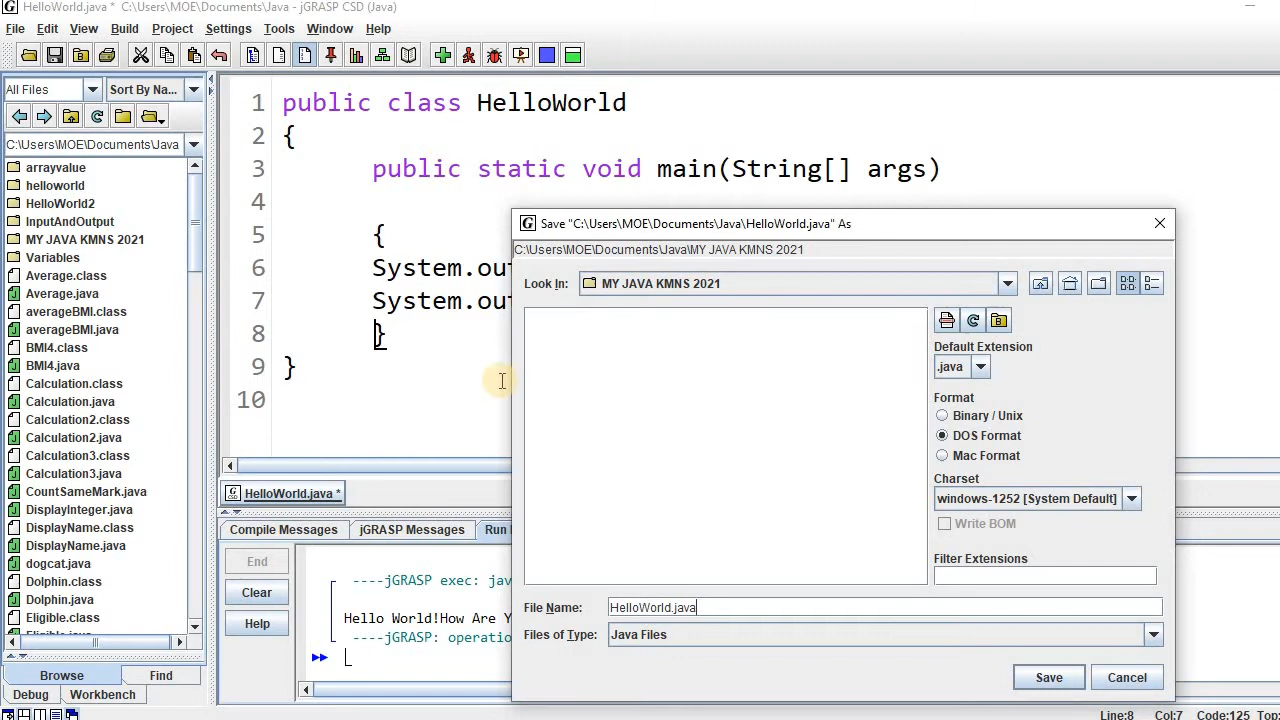 HelloWorld.java * C:\Users\MOE\Documents\Java - jGRASP CSD (Java)
File Edit View Build Project Settings Tools Window Help
All Files Sort By Na...
C:\Users\MOE\Documents\Java
arrayvalue
helloworld
HelloWorld2
InputAndOutput
MY JAVA KMNS 2021
Variables
Average.class
Average.java
averageBMI.class
averageBMI.java
BMI4.class
BMI4.java
Calculation.class
Calculation.java
Calculation2.class
Calculation2.java
Calculation3.class
Calculation3.java
CountSameMark.java
DisplayInteger.java
DisplayName.class
DisplayName.java
dogcat.java
Dolphin.class
Dolphin.java
Eligible.class
Eligible.java
Browse Find
Debug Workbench
1 public class HelloWorld
2 {
3 public static void main(String[] args)
4
5 {
6 System.out
7 System.out
8 }
9 }
10
HelloWorld.java *
Compile Messages jGRASP Messages Run
End
Clear
Help
----jGRASP exec: jav
Hello World!How Are Y
----jGRASP: operatio
Save "C:\Users\MOE\Documents\Java\HelloWorld.java" As
C:\Users\MOE\Documents\Java\MY JAVA KMNS 2021
Look In: MY JAVA KMNS 2021
Default Extension
.java
Format
Binary / Unix
DOS Format
Mac Format
Charset
windows-1252 [System Default]
Write BOM
Filter Extensions
File Name: HelloWorld.java
Files of Type: Java Files
Save Cancel
Line:8 Col:7 Code:125 Top: